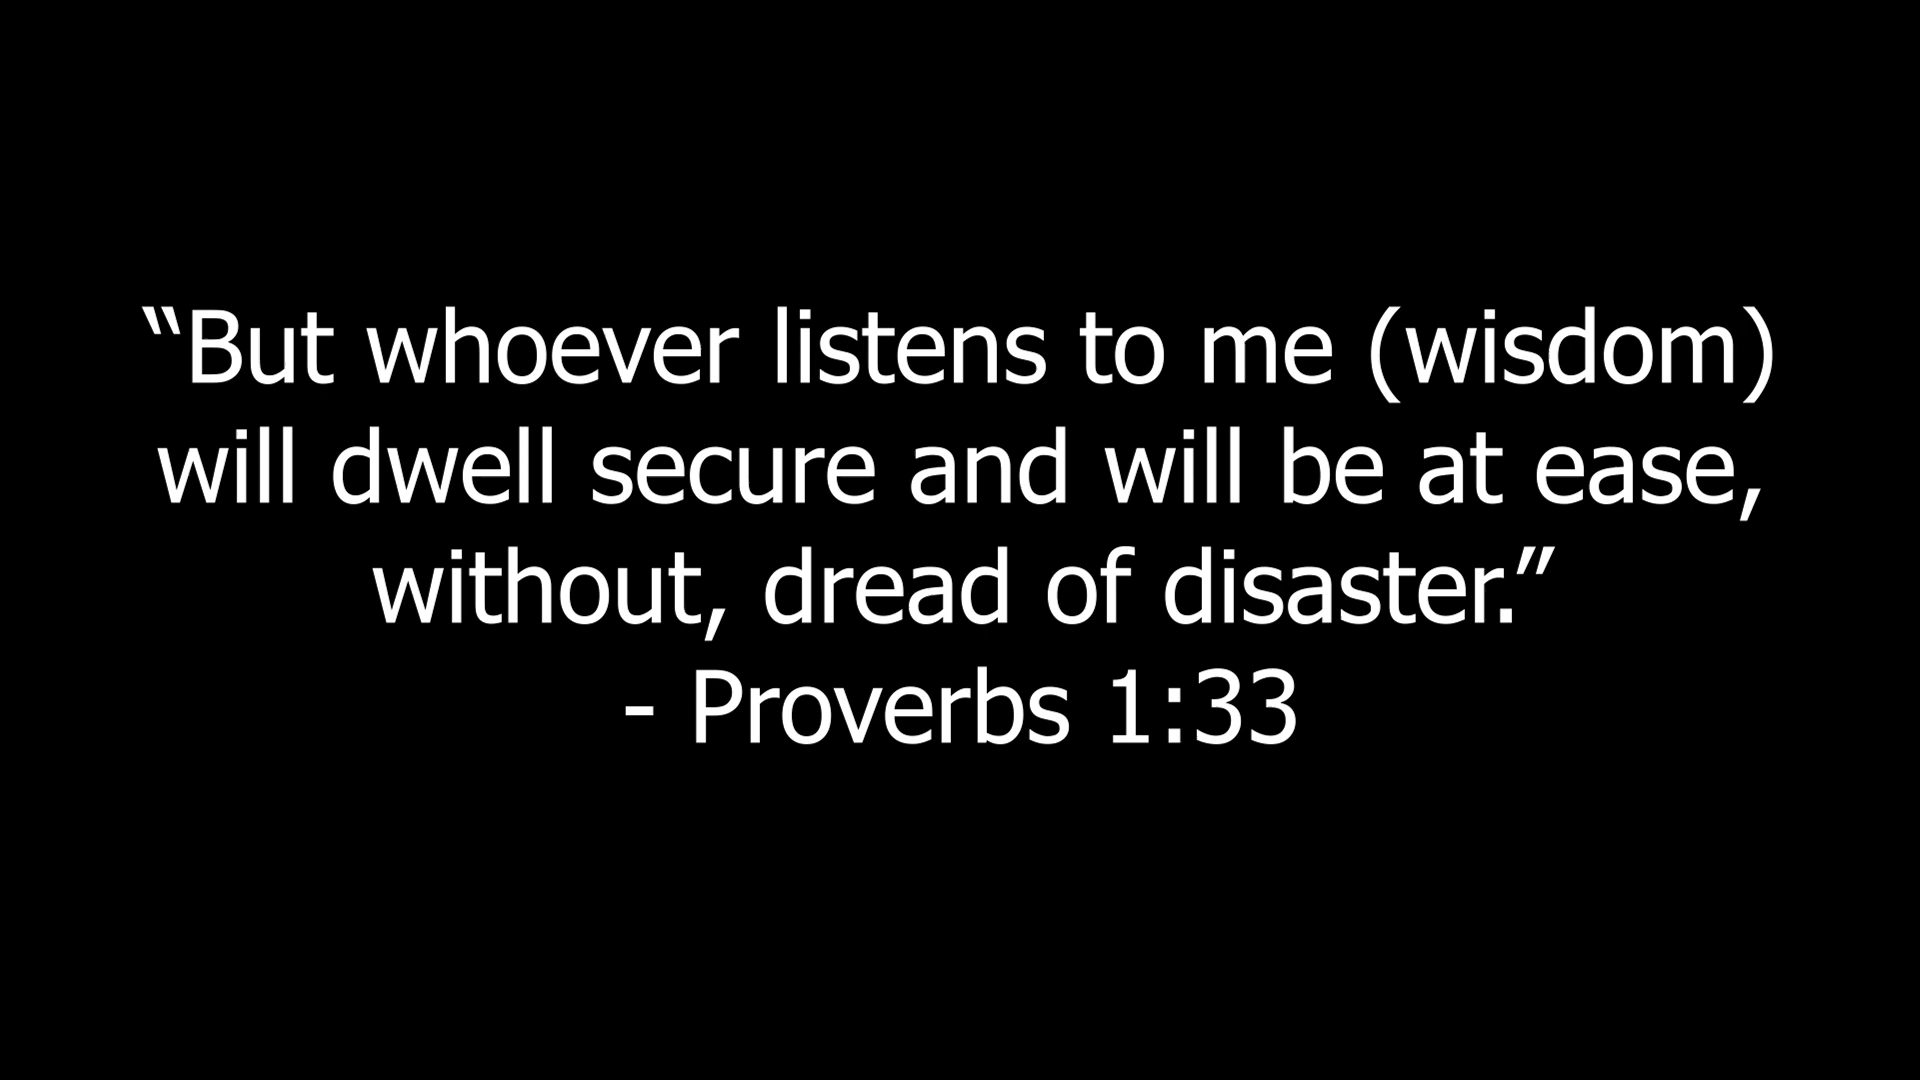 “But whoever listens to me (wisdom)
will dwell secure and will be at ease,
without, dread of disaster.”
- Proverbs 1:33